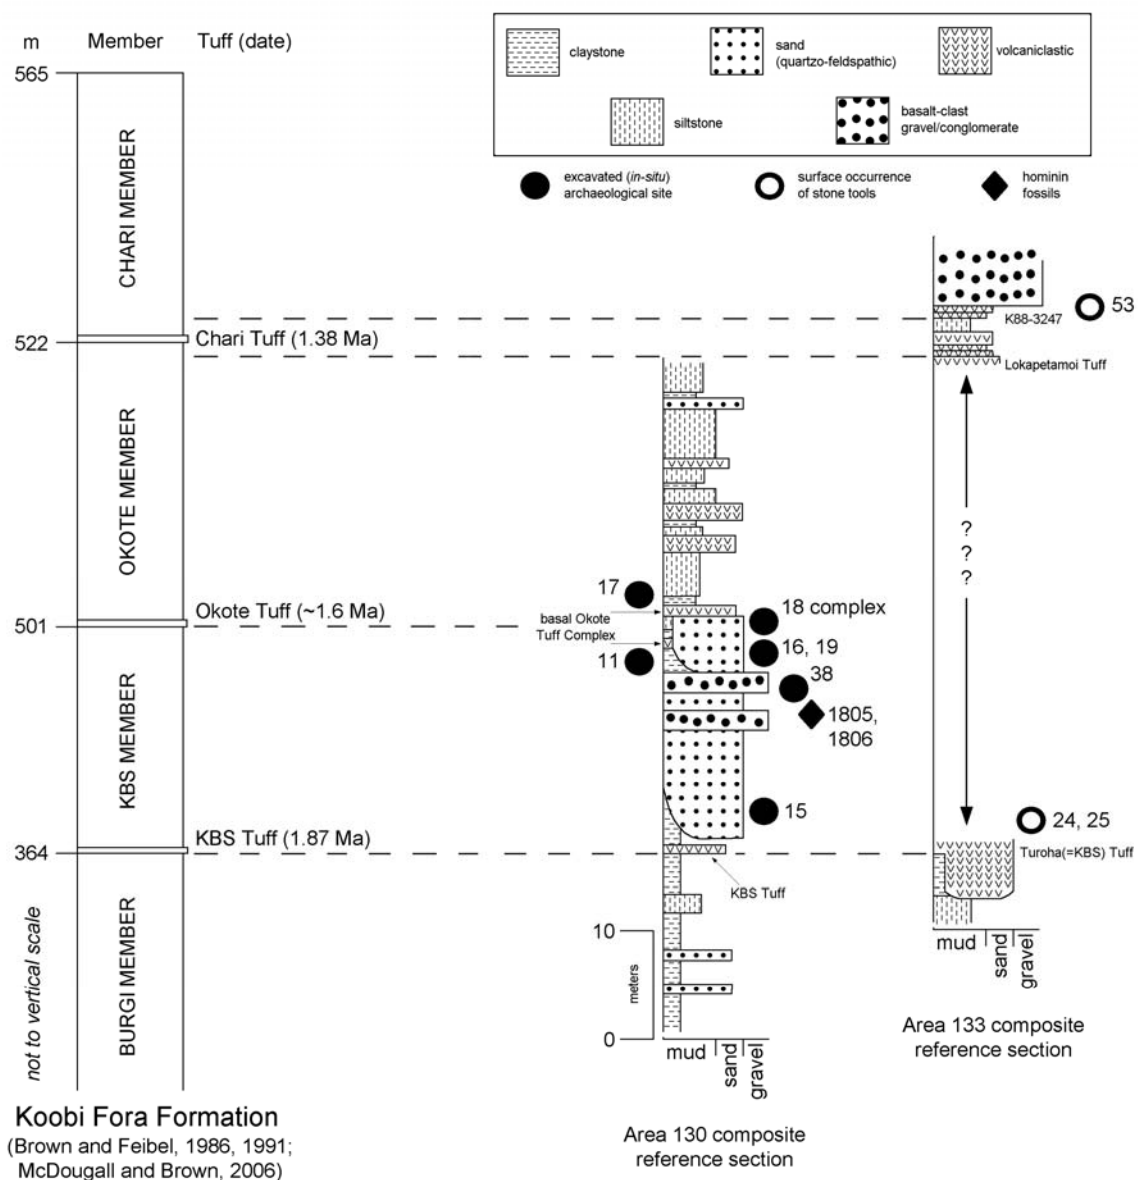 m
Member
Tuff (date)
565
CHARI MEMBER
Chari Tuff (1.38 Ma)
522
OKOTE MEMBER
Okote Tuff (~1.6 Ma)
501
KBS MEMBER
KBS Tuff (1.87 Ma)
364
BURGI MEMBER
not to vertical scale
Koobi Fora Formation
(Brown and Feibel, 1986, 1991;
McDougall and Brown, 2006)
claystone
sand
(quartzo-feldspathic)
volcaniclastic
siltstone
basalt-clast
gravel/conglomerate
excavated (in-situ)
archaeological site
surface occurrence
of stone tools
hominin
fossils
17
basal Okote
Tuff Complex
11
18 complex
16, 19
38
1805,
1806
15
KBS Tuff
10
meters
0
mud
sand
gravel
Area 130 composite
reference section
53
K88-3247
Lokapetamoi Tuff
?
?
?
24, 25
Turoha(=KBS) Tuff
mud
sand
gravel
Area 133 composite
reference section